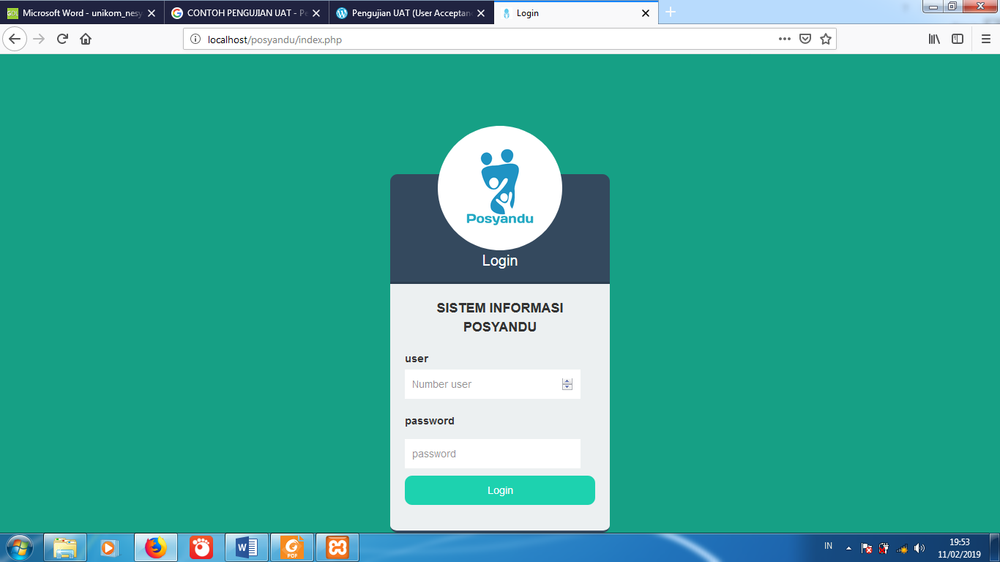 Microsoft Word - unikom_nesy
CONTOH PENGUJIAN UAT - Pe
Pengujian UAT (User Acceptan
Login
localhost/posyandu/index.php
Posyandu
Login
SISTEM INFORMASI
POSYANDU
user
Number user
password
password
Login
PDF
IN
19:53
11/02/2019